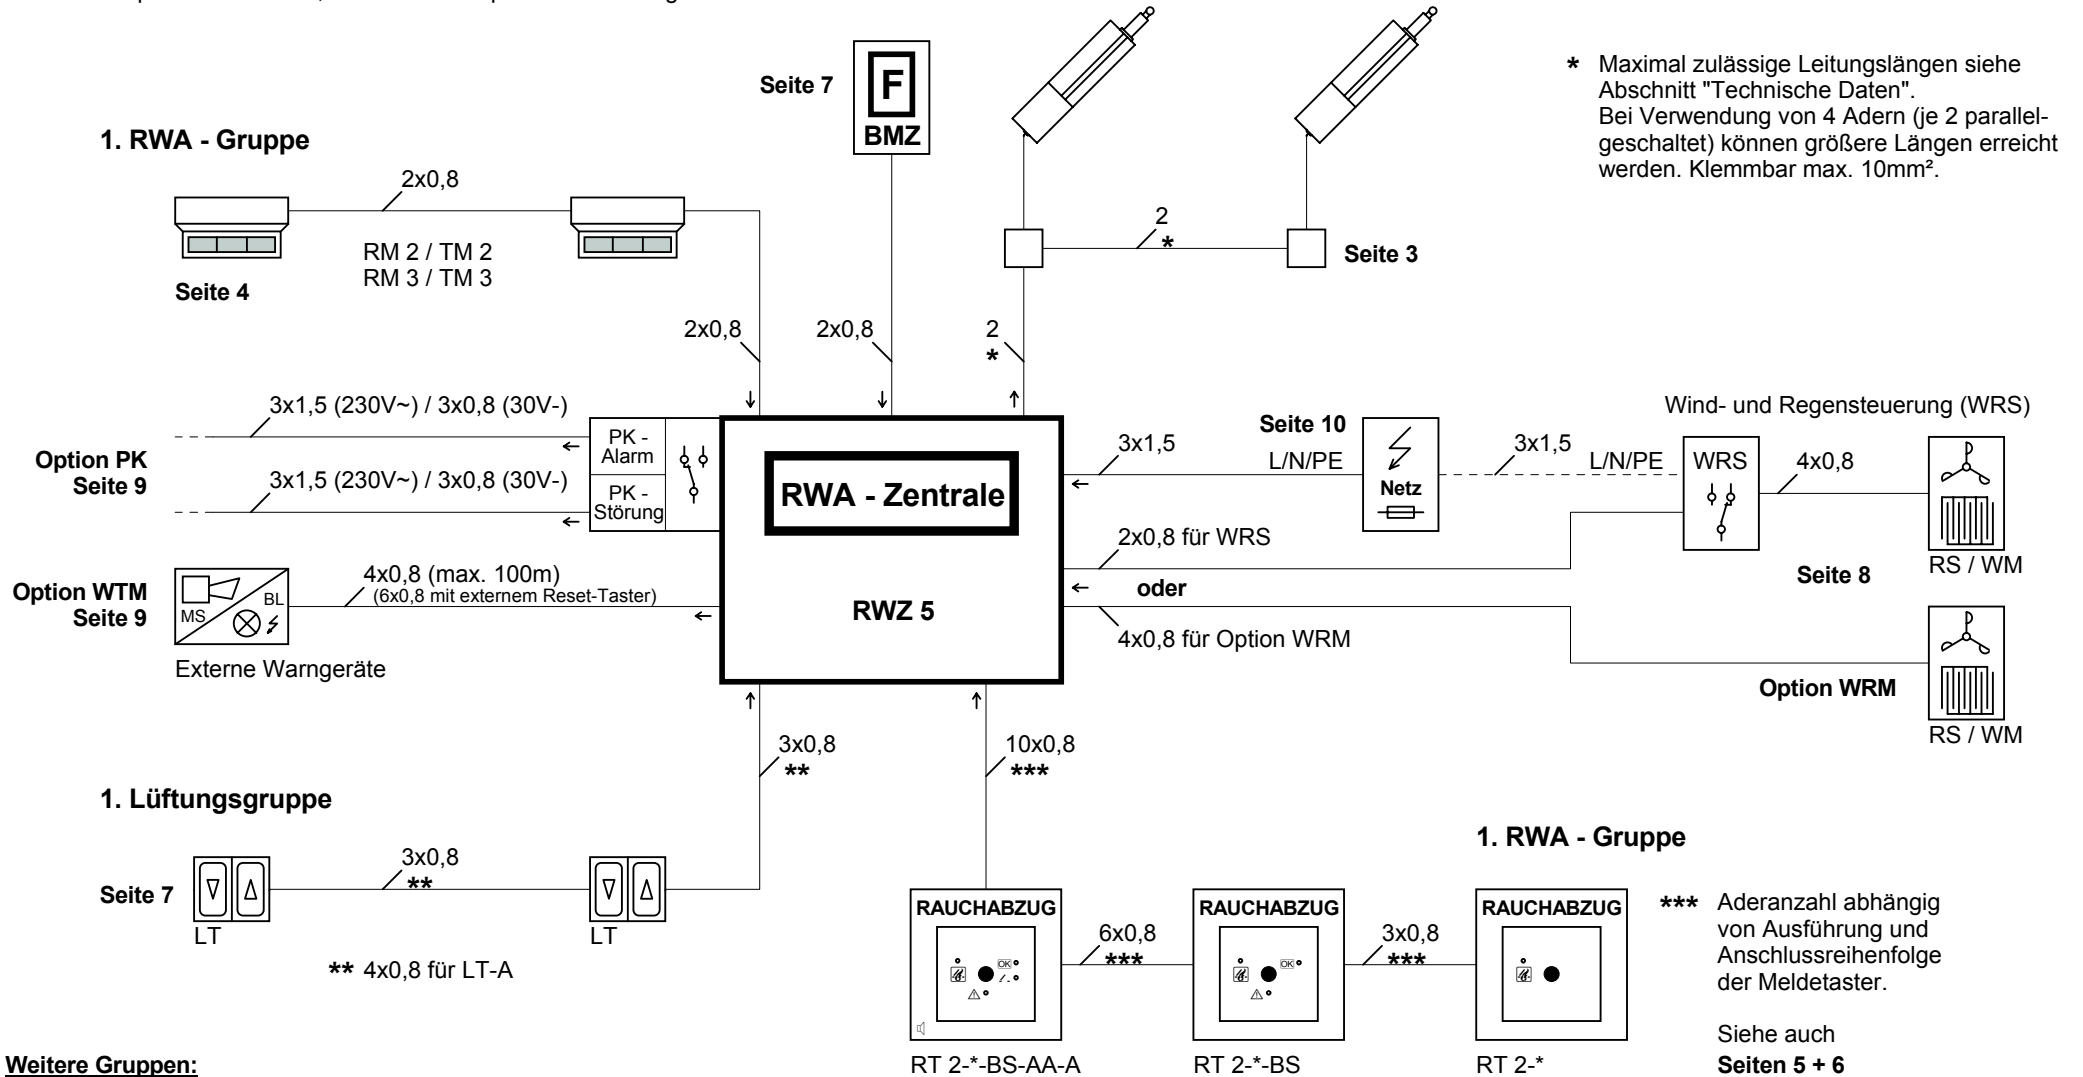 Seite 7
F
BMZ
* Maximal zulässige Leitungslängen siehe
Abschnitt "Technische Daten".
Bei Verwendung von 4 Adern (je 2 parallel-
geschaltet) können größere Längen erreicht
werden. Klemmbar max. 10mm².
1. RWA - Gruppe
2x0,8
RM 2 / TM 2
RM 3 / TM 3
Seite 4
2
*
Seite 3
2x0,8
2x0,8
2
*
3x1,5 (230V~) / 3x0,8 (30V-)
Option PK
Seite 9
3x1,5 (230V~) / 3x0,8 (30V-)
PK -
Alarm
PK -
Störung
RWA - Zentrale
RWZ 5
Seite 10
3x1,5
L/N/PE
Netz
3x1,5
L/N/PE
Wind- und Regensteuerung (WRS)
WRS
4x0,8
RS / WM
Seite 8
2x0,8 für WRS
oder
4x0,8 für Option WRM
Option WRM
RS / WM
Option WTM
Seite 9
MS
BL
4x0,8 (max. 100m)
(6x0,8 mit externem Reset-Taster)
Externe Warngeräte
3x0,8
**
10x0,8
***
1. Lüftungsgruppe
Seite 7
LT
3x0,8
**
LT
** 4x0,8 für LT-A
1. RWA - Gruppe
RAUCHABZUG
OK
RT 2-*-BS-AA-A
6x0,8
***
RAUCHABZUG
OK
RT 2-*-BS
3x0,8
***
RAUCHABZUG
RT 2-*
*** Aderanzahl abhängig
von Ausführung und
Anschlussreihenfolge
der Meldetaster.
Siehe auch
Seiten 5 + 6
Weitere Gruppen: